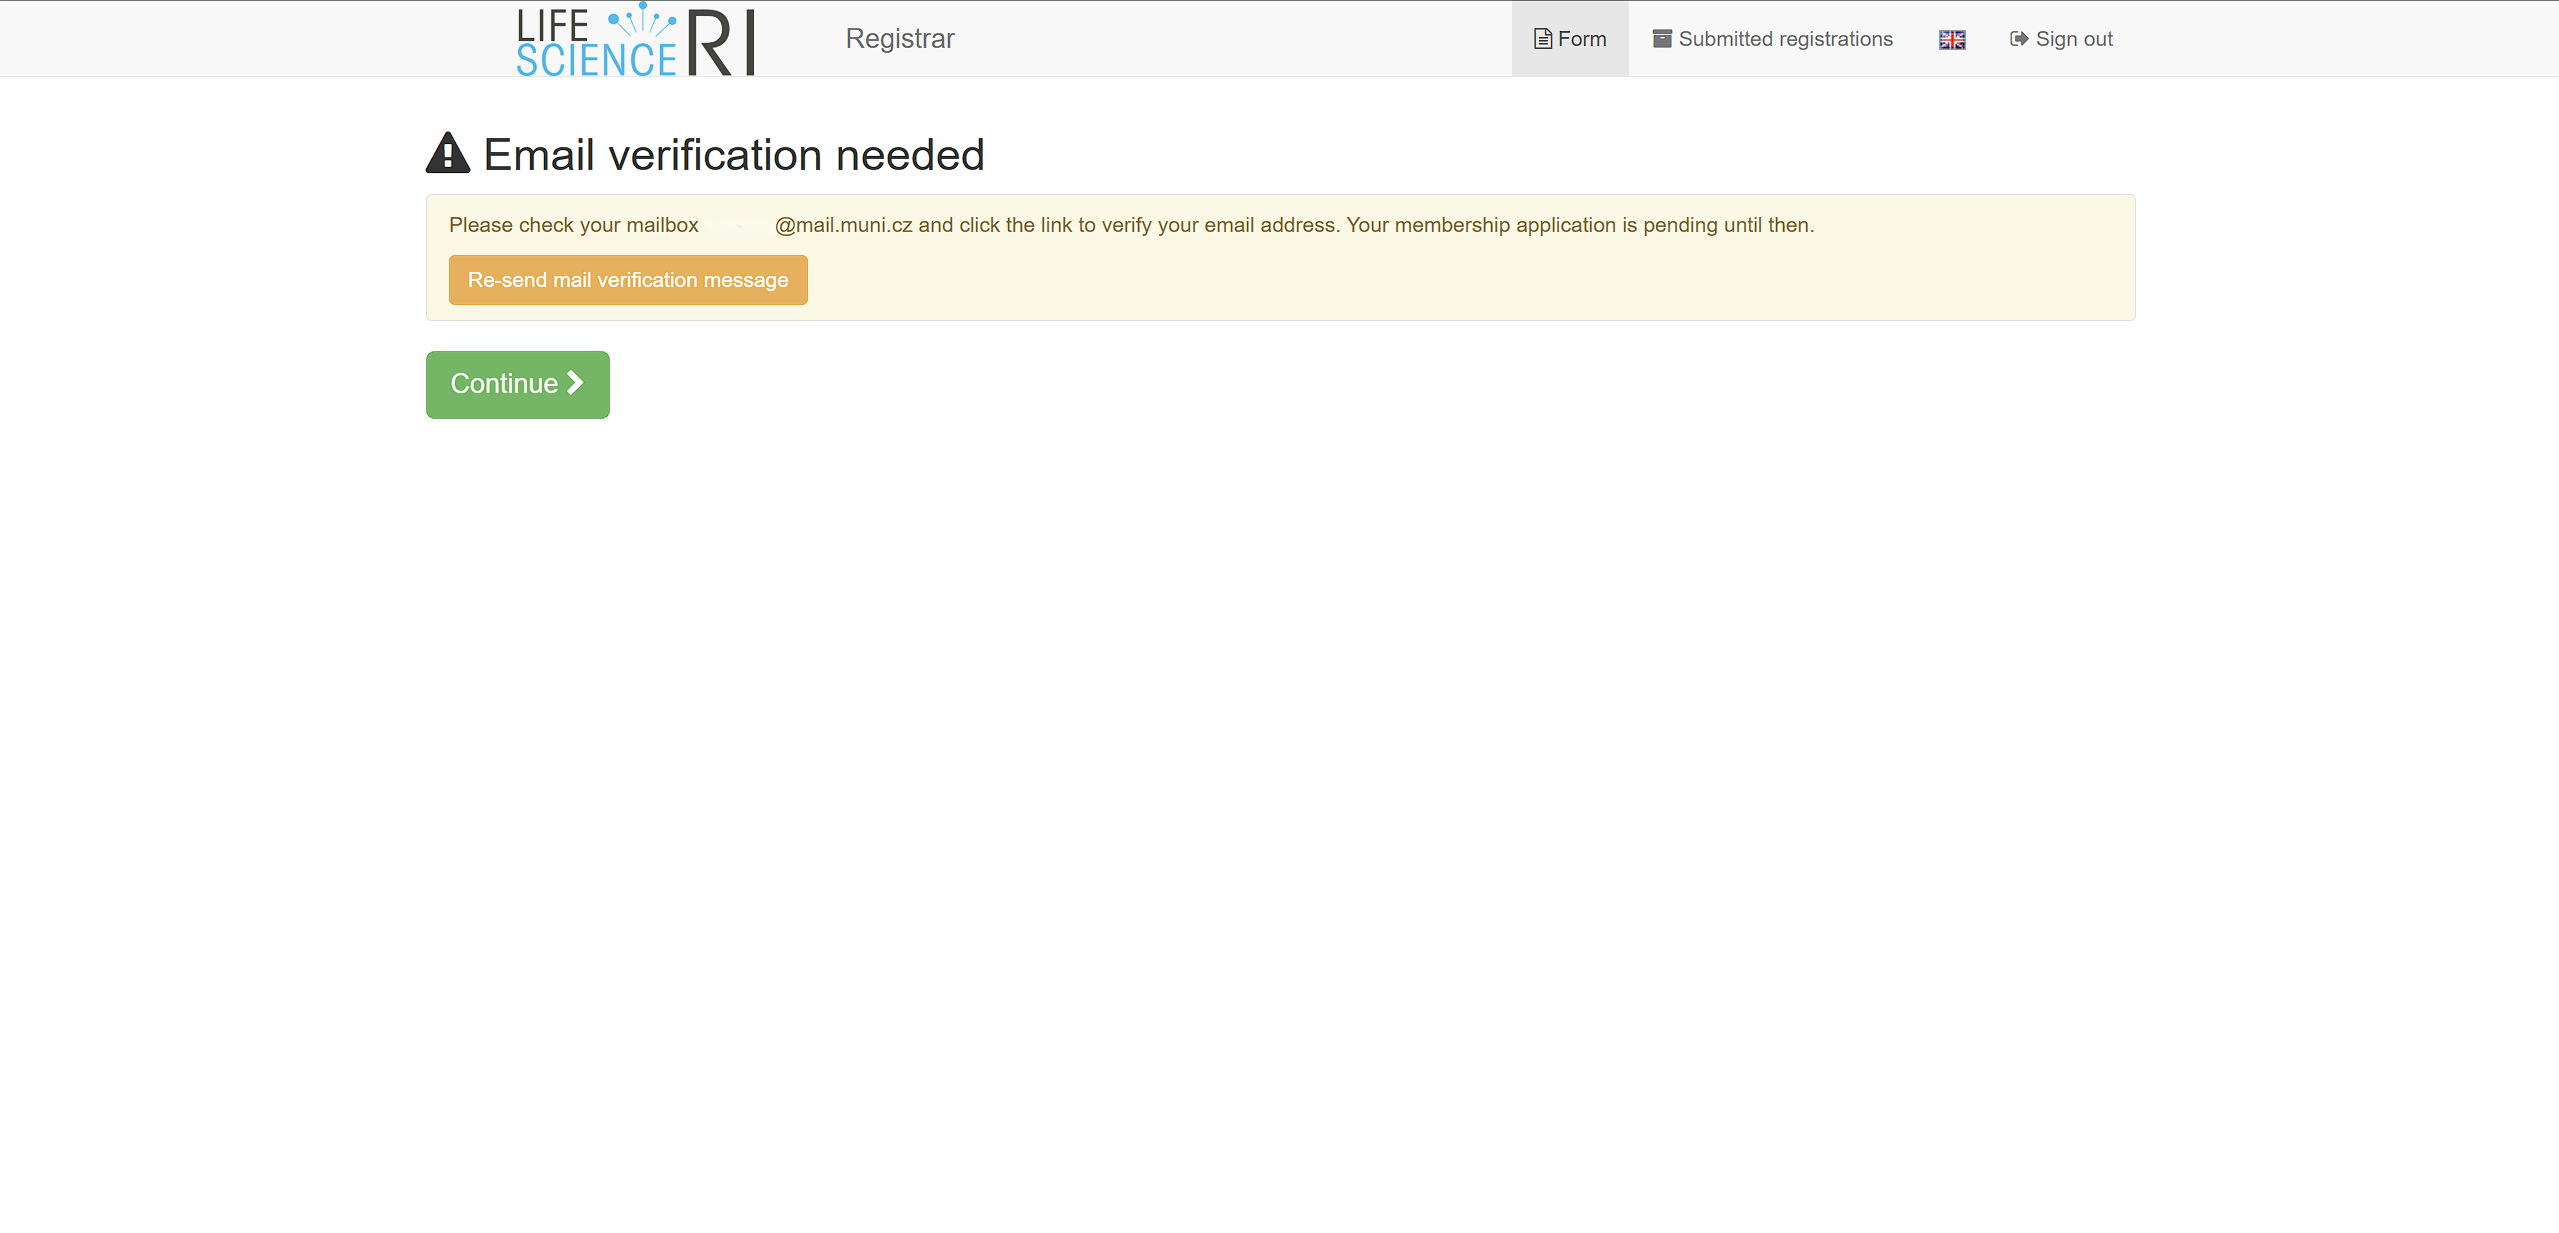 LIFE
SCIENCE RI
Registrar
Form
Submitted registrations
Sign out
Email verification needed
Please check your mailbox @mail.muni.cz and click the link to verify your email address. Your membership application is pending until then.
Re-send mail verification message
Continue